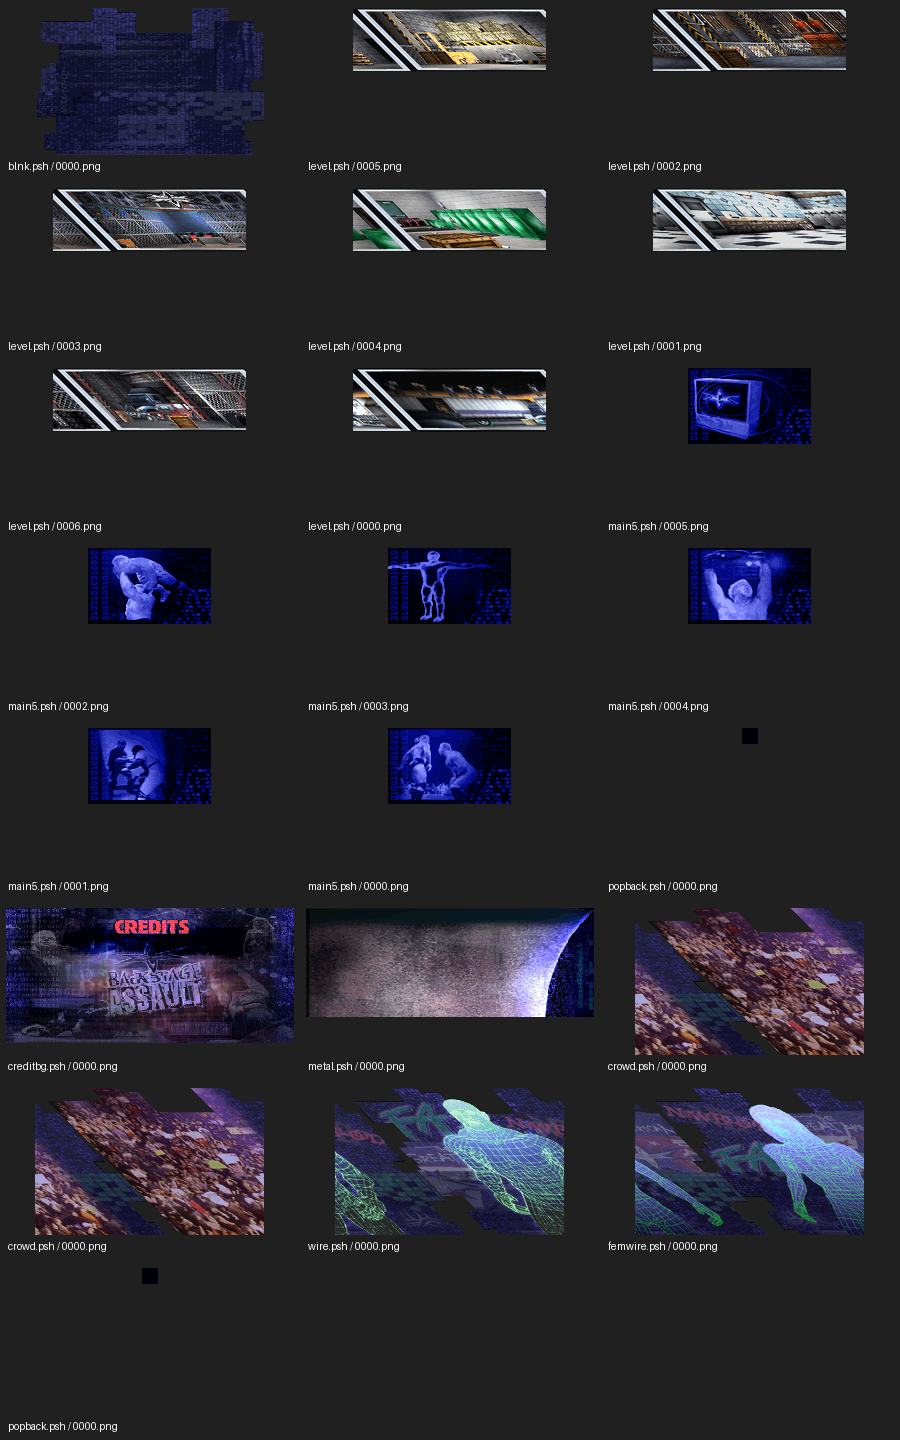 blnk.psh / 0000.png
level.psh / 0005.png
level.psh / 0002.png
level.psh / 0003.png
level.psh / 0004.png
level.psh / 0001.png
level.psh / 0006.png
level.psh / 0000.png
main5.psh / 0005.png
main5.psh / 0002.png
main5.psh / 0003.png
main5.psh / 0004.png
main5.psh / 0001.png
main5.psh / 0000.png
popback.psh / 0000.png
CREDITS
BACKSTAGE
ASSAULT
creditbg.psh / 0000.png
metal.psh / 0000.png
crowd.psh / 0000.png
crowd.psh / 0000.png
wire.psh / 0000.png
femwire.psh / 0000.png
popback.psh / 0000.png